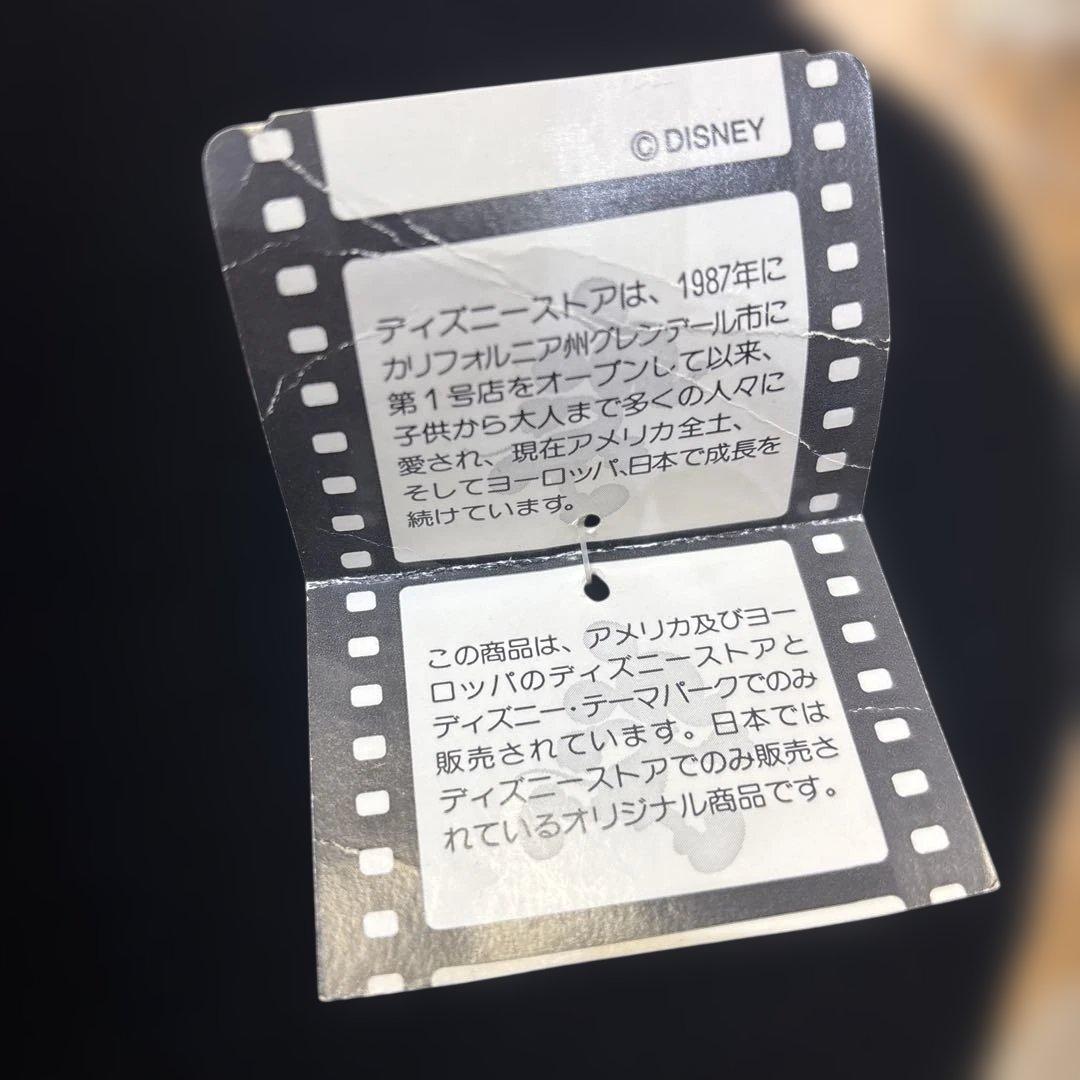 © DISNEY
ディズニーストアは、1987年に
カリフォルニア州グレンデール市に
第1号店をオープンして以来、
子供から大人まで多くの人々に
愛され、現在アメリカ全土、
そしてヨーロッパ、日本で成長を
続けています。
この商品は、アメリカ及びヨー
ロッパのディズニーストアと
ディズニー・テーマパークでのみ
販売されています。日本では
ディズニーストアでのみ販売さ
れているオリジナル商品です。